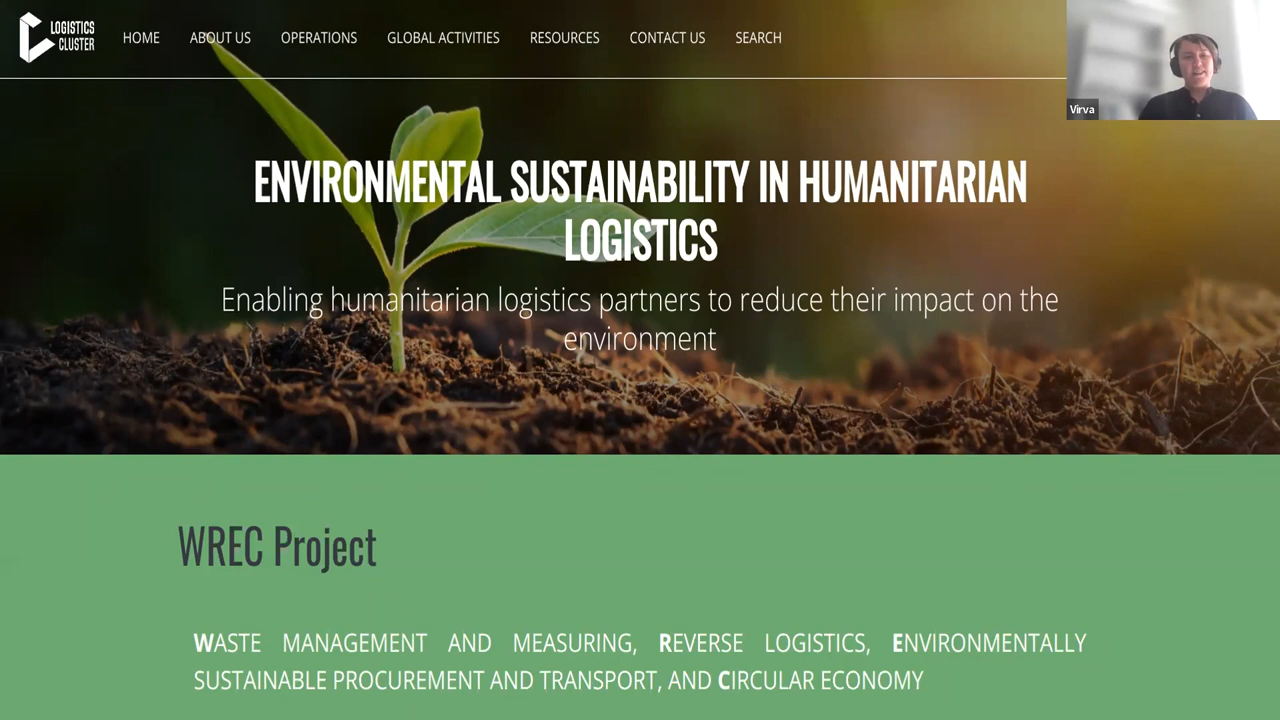 LOGISTICS
CLUSTER
HOME ABOUT US OPERATIONS GLOBAL ACTIVITIES RESOURCES CONTACT US SEARCH
Virva
ENVIRONMENTAL SUSTAINABILITY IN HUMANITARIAN
LOGISTICS
Enabling humanitarian logistics partners to reduce their impact on the
environment
WREC Project
WASTE MANAGEMENT AND MEASURING, REVERSE LOGISTICS, ENVIRONMENTALLY
SUSTAINABLE PROCUREMENT AND TRANSPORT, AND CIRCULAR ECONOMY